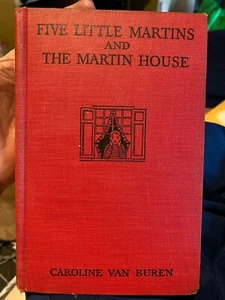 FIVE LITTLE MARTINS
AND
THE MARTIN HOUSE
CAROLINE VAN BUREN